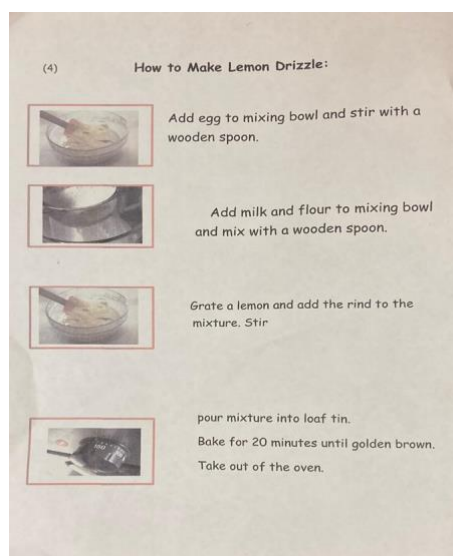 (4) How to Make Lemon Drizzle:
Add egg to mixing bowl and stir with a
wooden spoon.
Add milk and flour to mixing bowl
and mix with a wooden spoon.
Grate a lemon and add the rind to the
mixture. Stir
pour mixture into loaf tin.
Bake for 20 minutes until golden brown.
Take out of the oven.